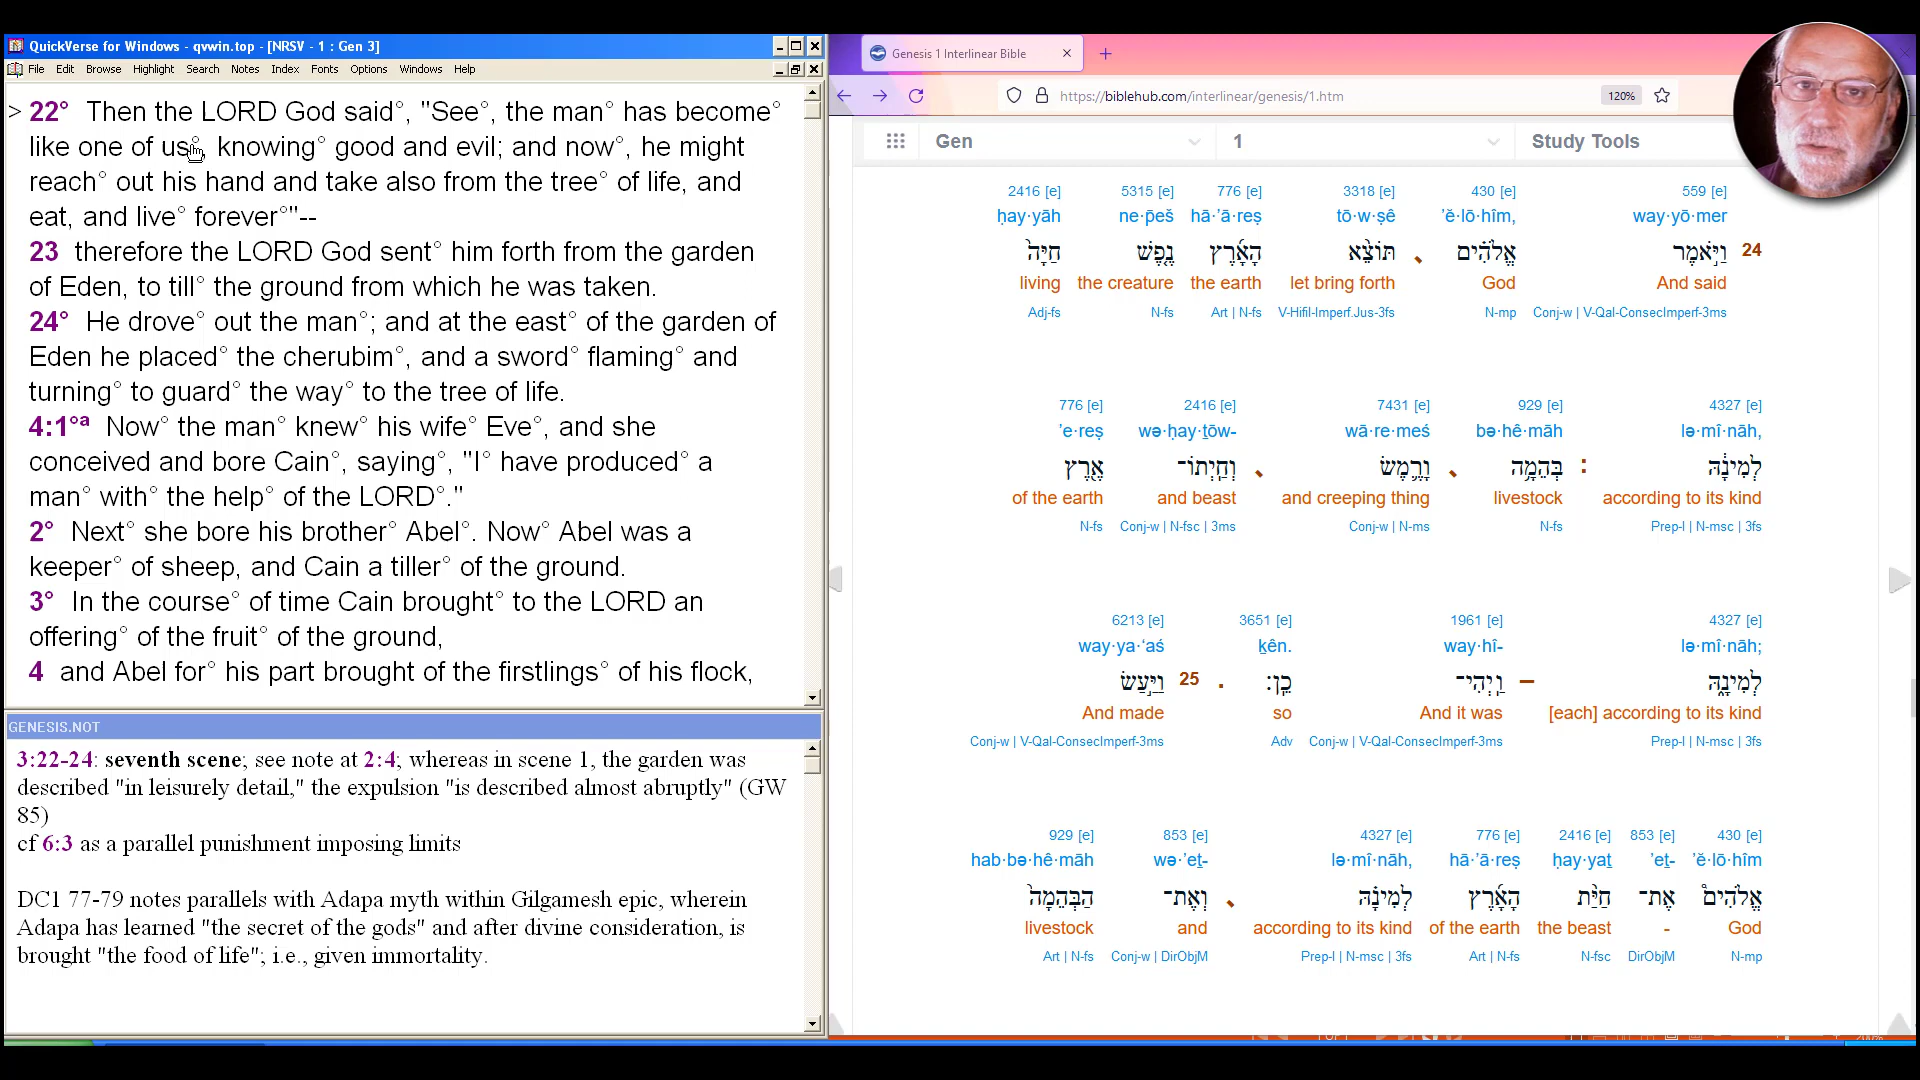 QuickVerse for Windows - qvwin.top - [NRSV - 1 : Gen 3]
File Edit Browse Highlight Search Notes Index Fonts Options Windows Help
> 22° Then the LORD God said°, "See°, the man° has become°
like one of us°, knowing° good and evil; and now°, he might
reach° out his hand and take also from the tree° of life, and
eat, and live° forever°"--
23 therefore the LORD God sent° him forth from the garden
of Eden, to till° the ground from which he was taken.
24° He drove° out the man°; and at the east° of the garden of
Eden he placed° the cherubim°, and a sword° flaming° and
turning° to guard° the way° to the tree of life.
4:1°ª Now° the man° knew° his wife° Eve°, and she
conceived and bore Cain°, saying°, "I° have produced° a
man° with° the help° of the LORD°."
2° Next° she bore his brother° Abel°. Now° Abel was a
keeper° of sheep, and Cain a tiller° of the ground.
3° In the course° of time Cain brought° to the LORD an
offering° of the fruit° of the ground,
4 and Abel for° his part brought of the firstlings° of his flock,
GENESIS.NOT
3:22-24: seventh scene; see note at 2:4; whereas in scene 1, the garden was
described "in leisurely detail," the expulsion "is described almost abruptly" (GW
85)
cf 6:3 as a parallel punishment imposing limits
DC1 77-79 notes parallels with Adapa myth within Gilgamesh epic, wherein
Adapa has learned "the secret of the gods" and after divine consideration, is
brought "the food of life"; i.e., given immortality.
Genesis 1 Interlinear Bible
https://biblehub.com/interlinear/genesis/1.htm 120%
Gen 1 Study Tools
2416 [e] 5315 [e] 776 [e] 3318 [e] 430 [e] 559 [e]
ḥay·yāh ne·p̄eš hā·’ā·reṣ tō·w·ṣê ’ĕ·lō·hîm, way·yō·mer
24 וַיֹּ֣אמֶר אֱלֹהִ֗ים ، תּוֹצֵ֨א הָאָ֜רֶץ נֶ֤פֶשׁ חַיָּה֙
living the creature the earth let bring forth God And said
Adj-fs N-fs Art | N-fs V-Hifil-Imperf.Jus-3fs N-mp Conj-w | V-Qal-ConsecImperf-3ms
776 [e] 2416 [e] 7431 [e] 929 [e] 4327 [e]
’e·reṣ wə·ḥay·ṯōw- wā·re·meś bə·hê·māh lə·mî·nāh,
לְמִינָ֔הּ : בְּהֵמָ֥ה ، וָרֶ֛מֶשׂ ، וְחַֽיְתוֹ־ אֶ֖רֶץ
of the earth and beast and creeping thing livestock according to its kind
N-fs Conj-w | N-fsc | 3ms Conj-w | N-ms N-fs Prep-l | N-msc | 3fs
6213 [e] 3651 [e] 1961 [e] 4327 [e]
way·ya·‘aś ḵên. way·hî- lə·mî·nāh;
לְמִינָ֑הּ – וַֽיְהִי־ כֵֽן׃ . 25 וַיַּ֣עַשׂ
And made so And it was [each] according to its kind
Conj-w | V-Qal-ConsecImperf-3ms Adv Conj-w | V-Qal-ConsecImperf-3ms Prep-l | N-msc | 3fs
929 [e] 853 [e] 4327 [e] 776 [e] 2416 [e] 853 [e] 430 [e]
hab·bə·hê·māh wə·’eṯ- lə·mî·nāh, hā·’ā·reṣ ḥay·yaṯ ’eṯ- ’ĕ·lō·hîm
אֱלֹהִים֩ אֶת־ חַיַּ֨ת הָאָ֜רֶץ לְמִינָ֗הּ ، וְאֶת־ הַבְּהֵמָה֙
livestock and according to its kind of the earth the beast - God
Art | N-fs Conj-w | DirObjM Prep-l | N-msc | 3fs Art | N-fs N-fsc DirObjM N-mp